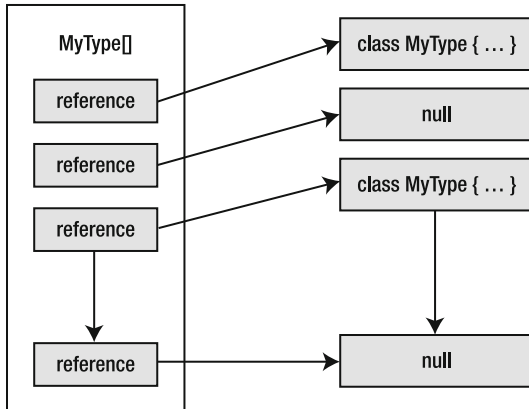 MyType[]
class MyType { ... }
reference
null
reference
class MyType { ... }
reference
reference
null